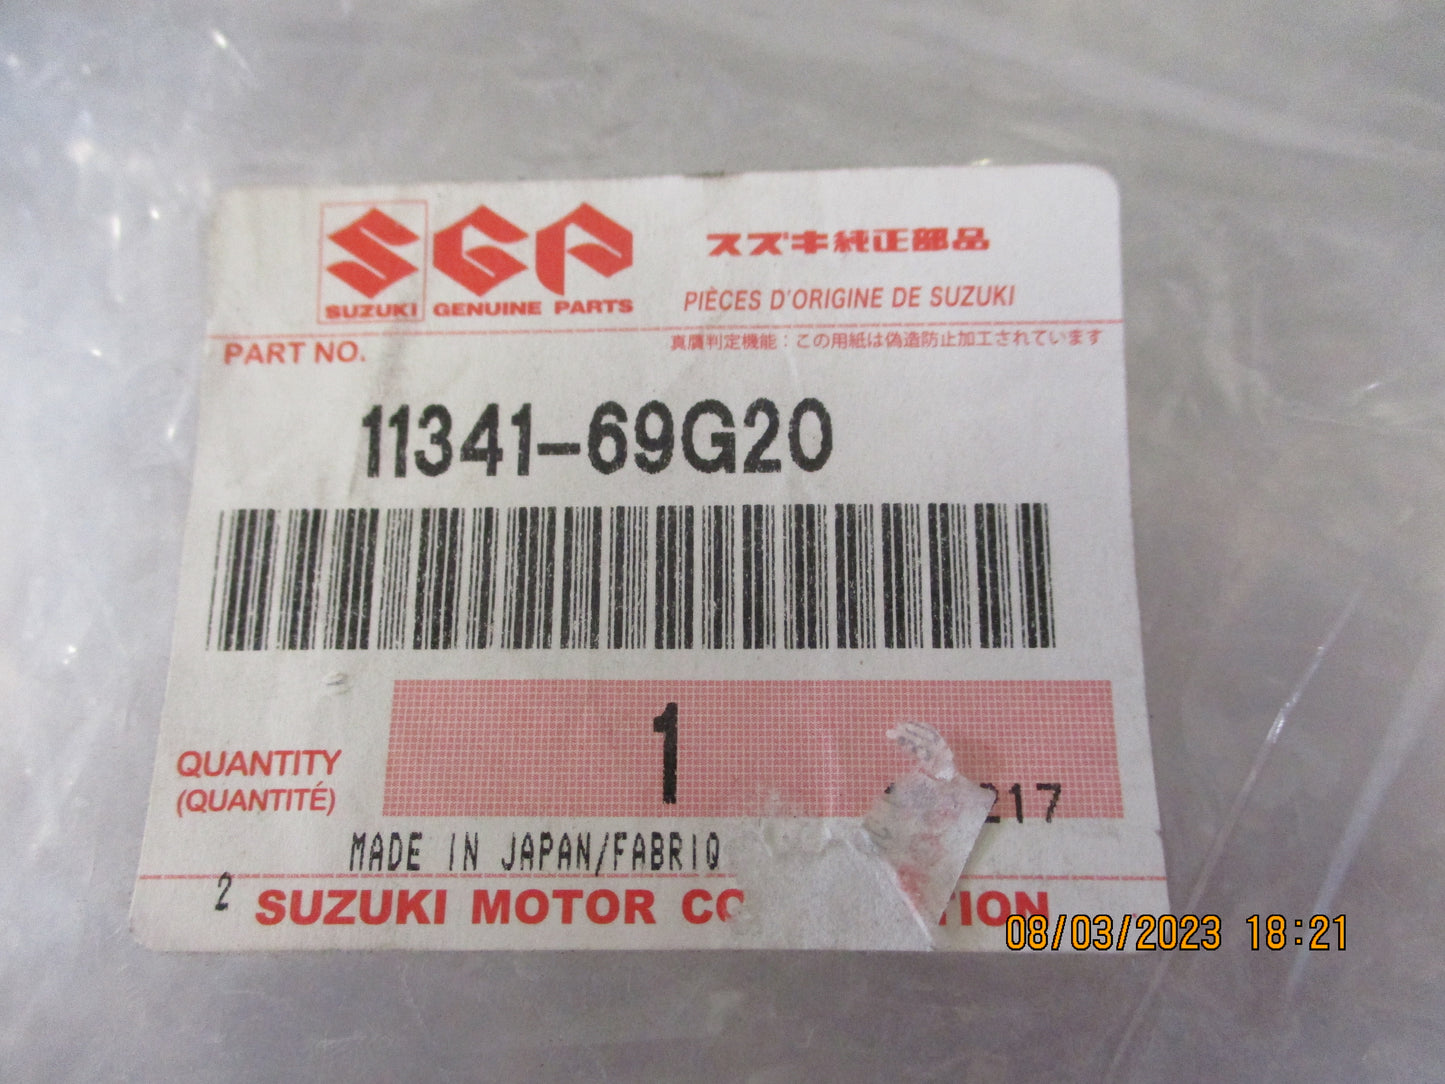 SGP
スズキ純正部品
SUZUKI GENUINE PARTS
PIÈCES D'ORIGINE DE SUZUKI
PART NO.
真贋判定機能：この用紙は偽造防止加工されています
11341-69G20
1
QUANTITY
(QUANTITÉ)
217
MADE IN JAPAN/FABRIQ
2
SUZUKI MOTOR CO TION
08/03/2023 18:21